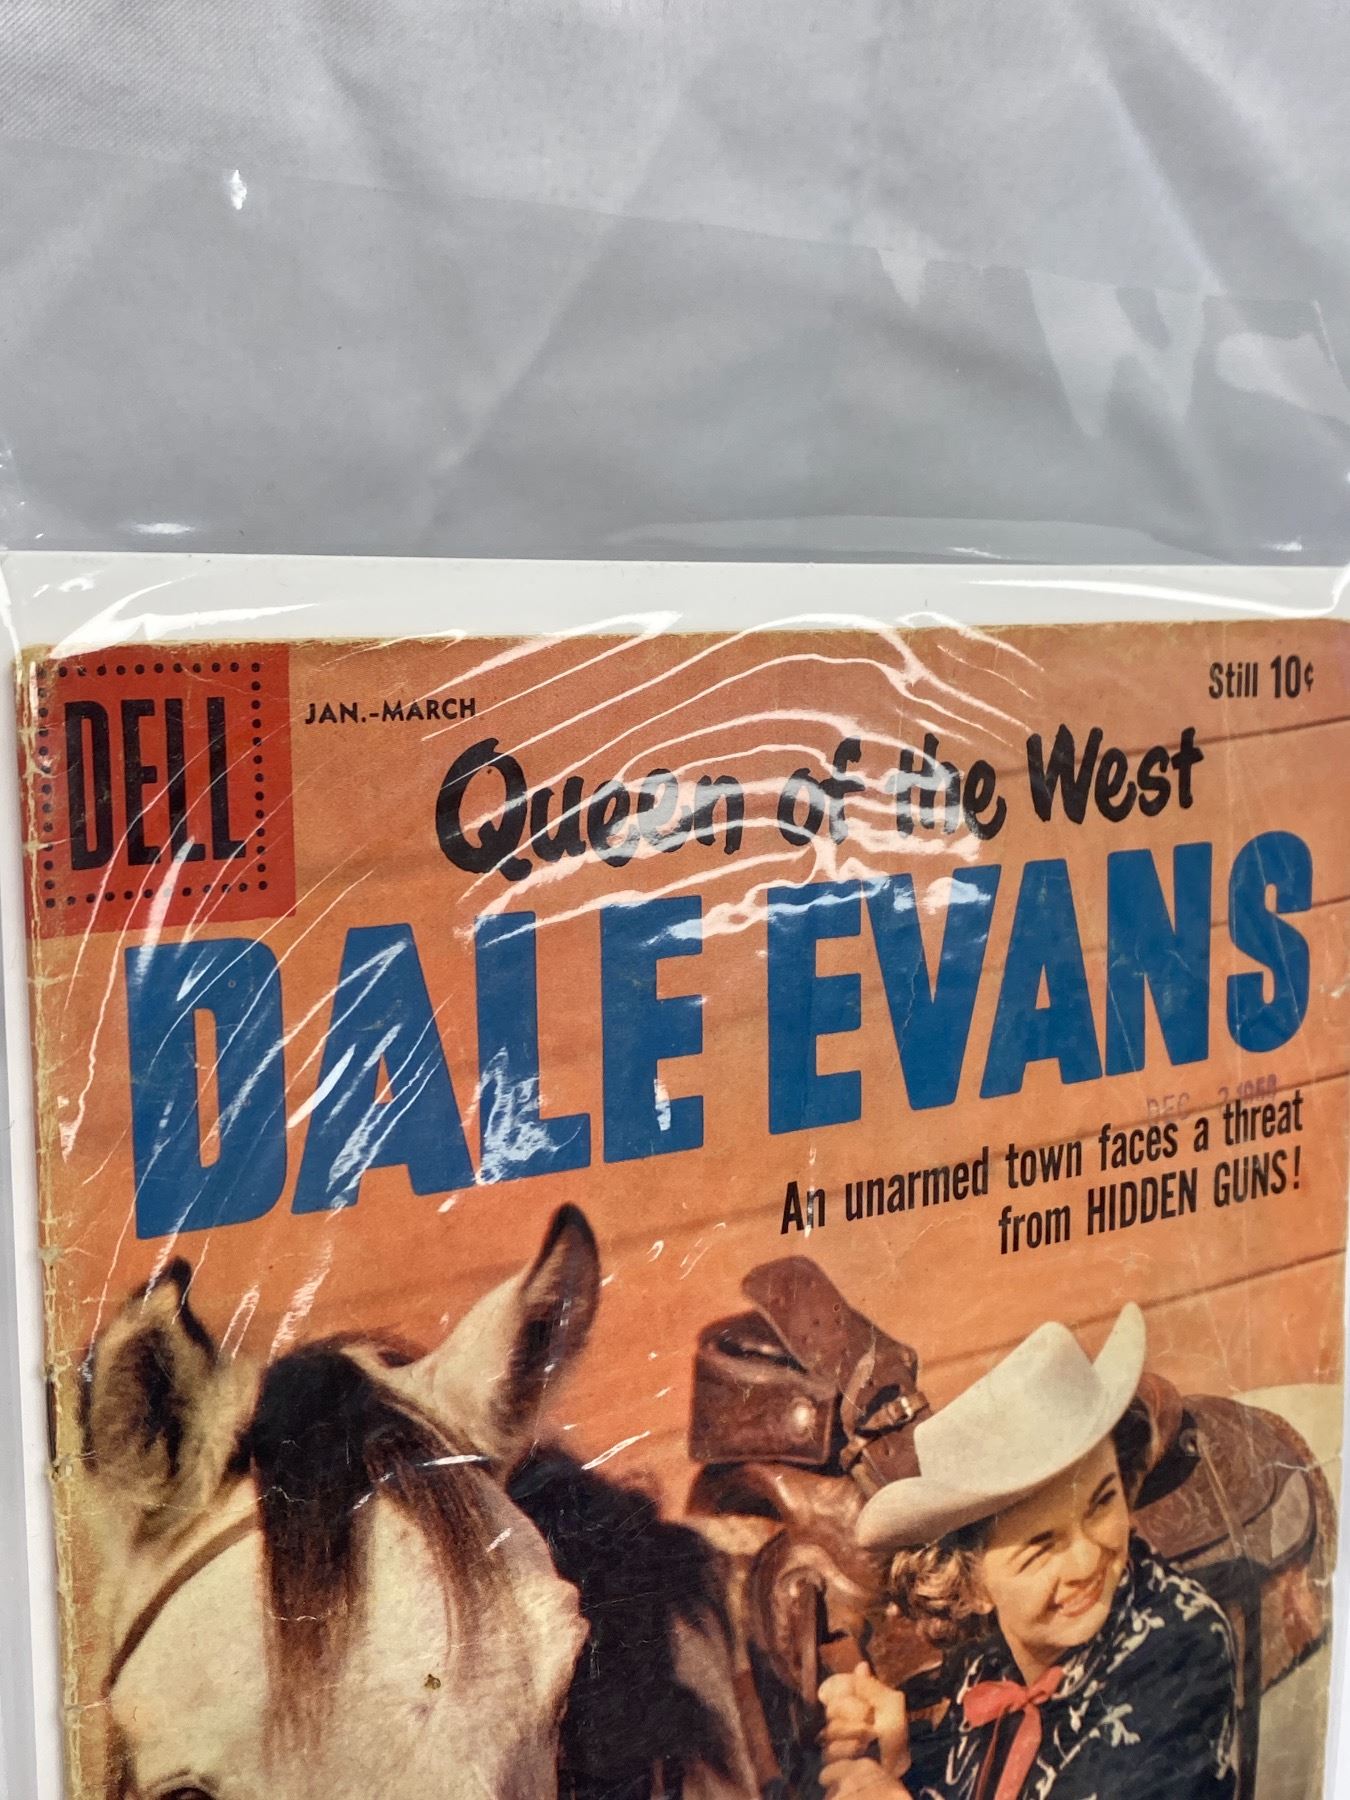 DELL
JAN.-MARCH
Still 10¢
Queen of the West
DALE EVANS
DEC
An unarmed town faces a threat
from HIDDEN GUNS!